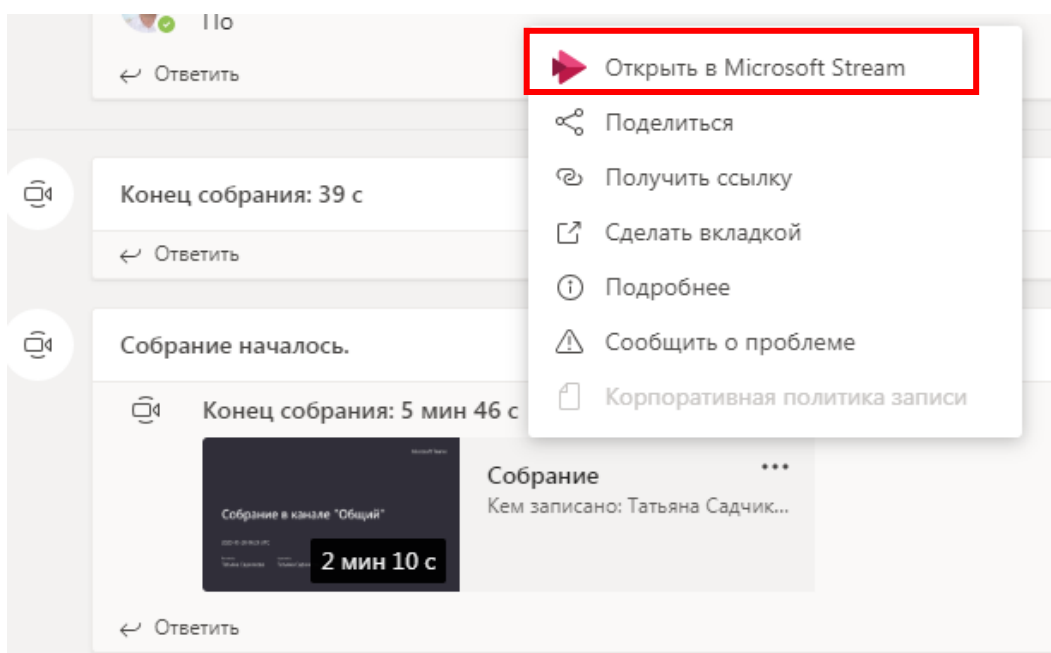 По
Ответить
Открыть в Microsoft Stream
Поделиться
Получить ссылку
Сделать вкладкой
Подробнее
Сообщить о проблеме
Корпоративная политика записи
Конец собрания: 39 с
Ответить
Собрание началось.
Конец собрания: 5 мин 46 с
Microsoft Teams
Собрание в канале "Общий"
2 мин 10 с
Собрание
Кем записано: Татьяна Садчик...
Ответить